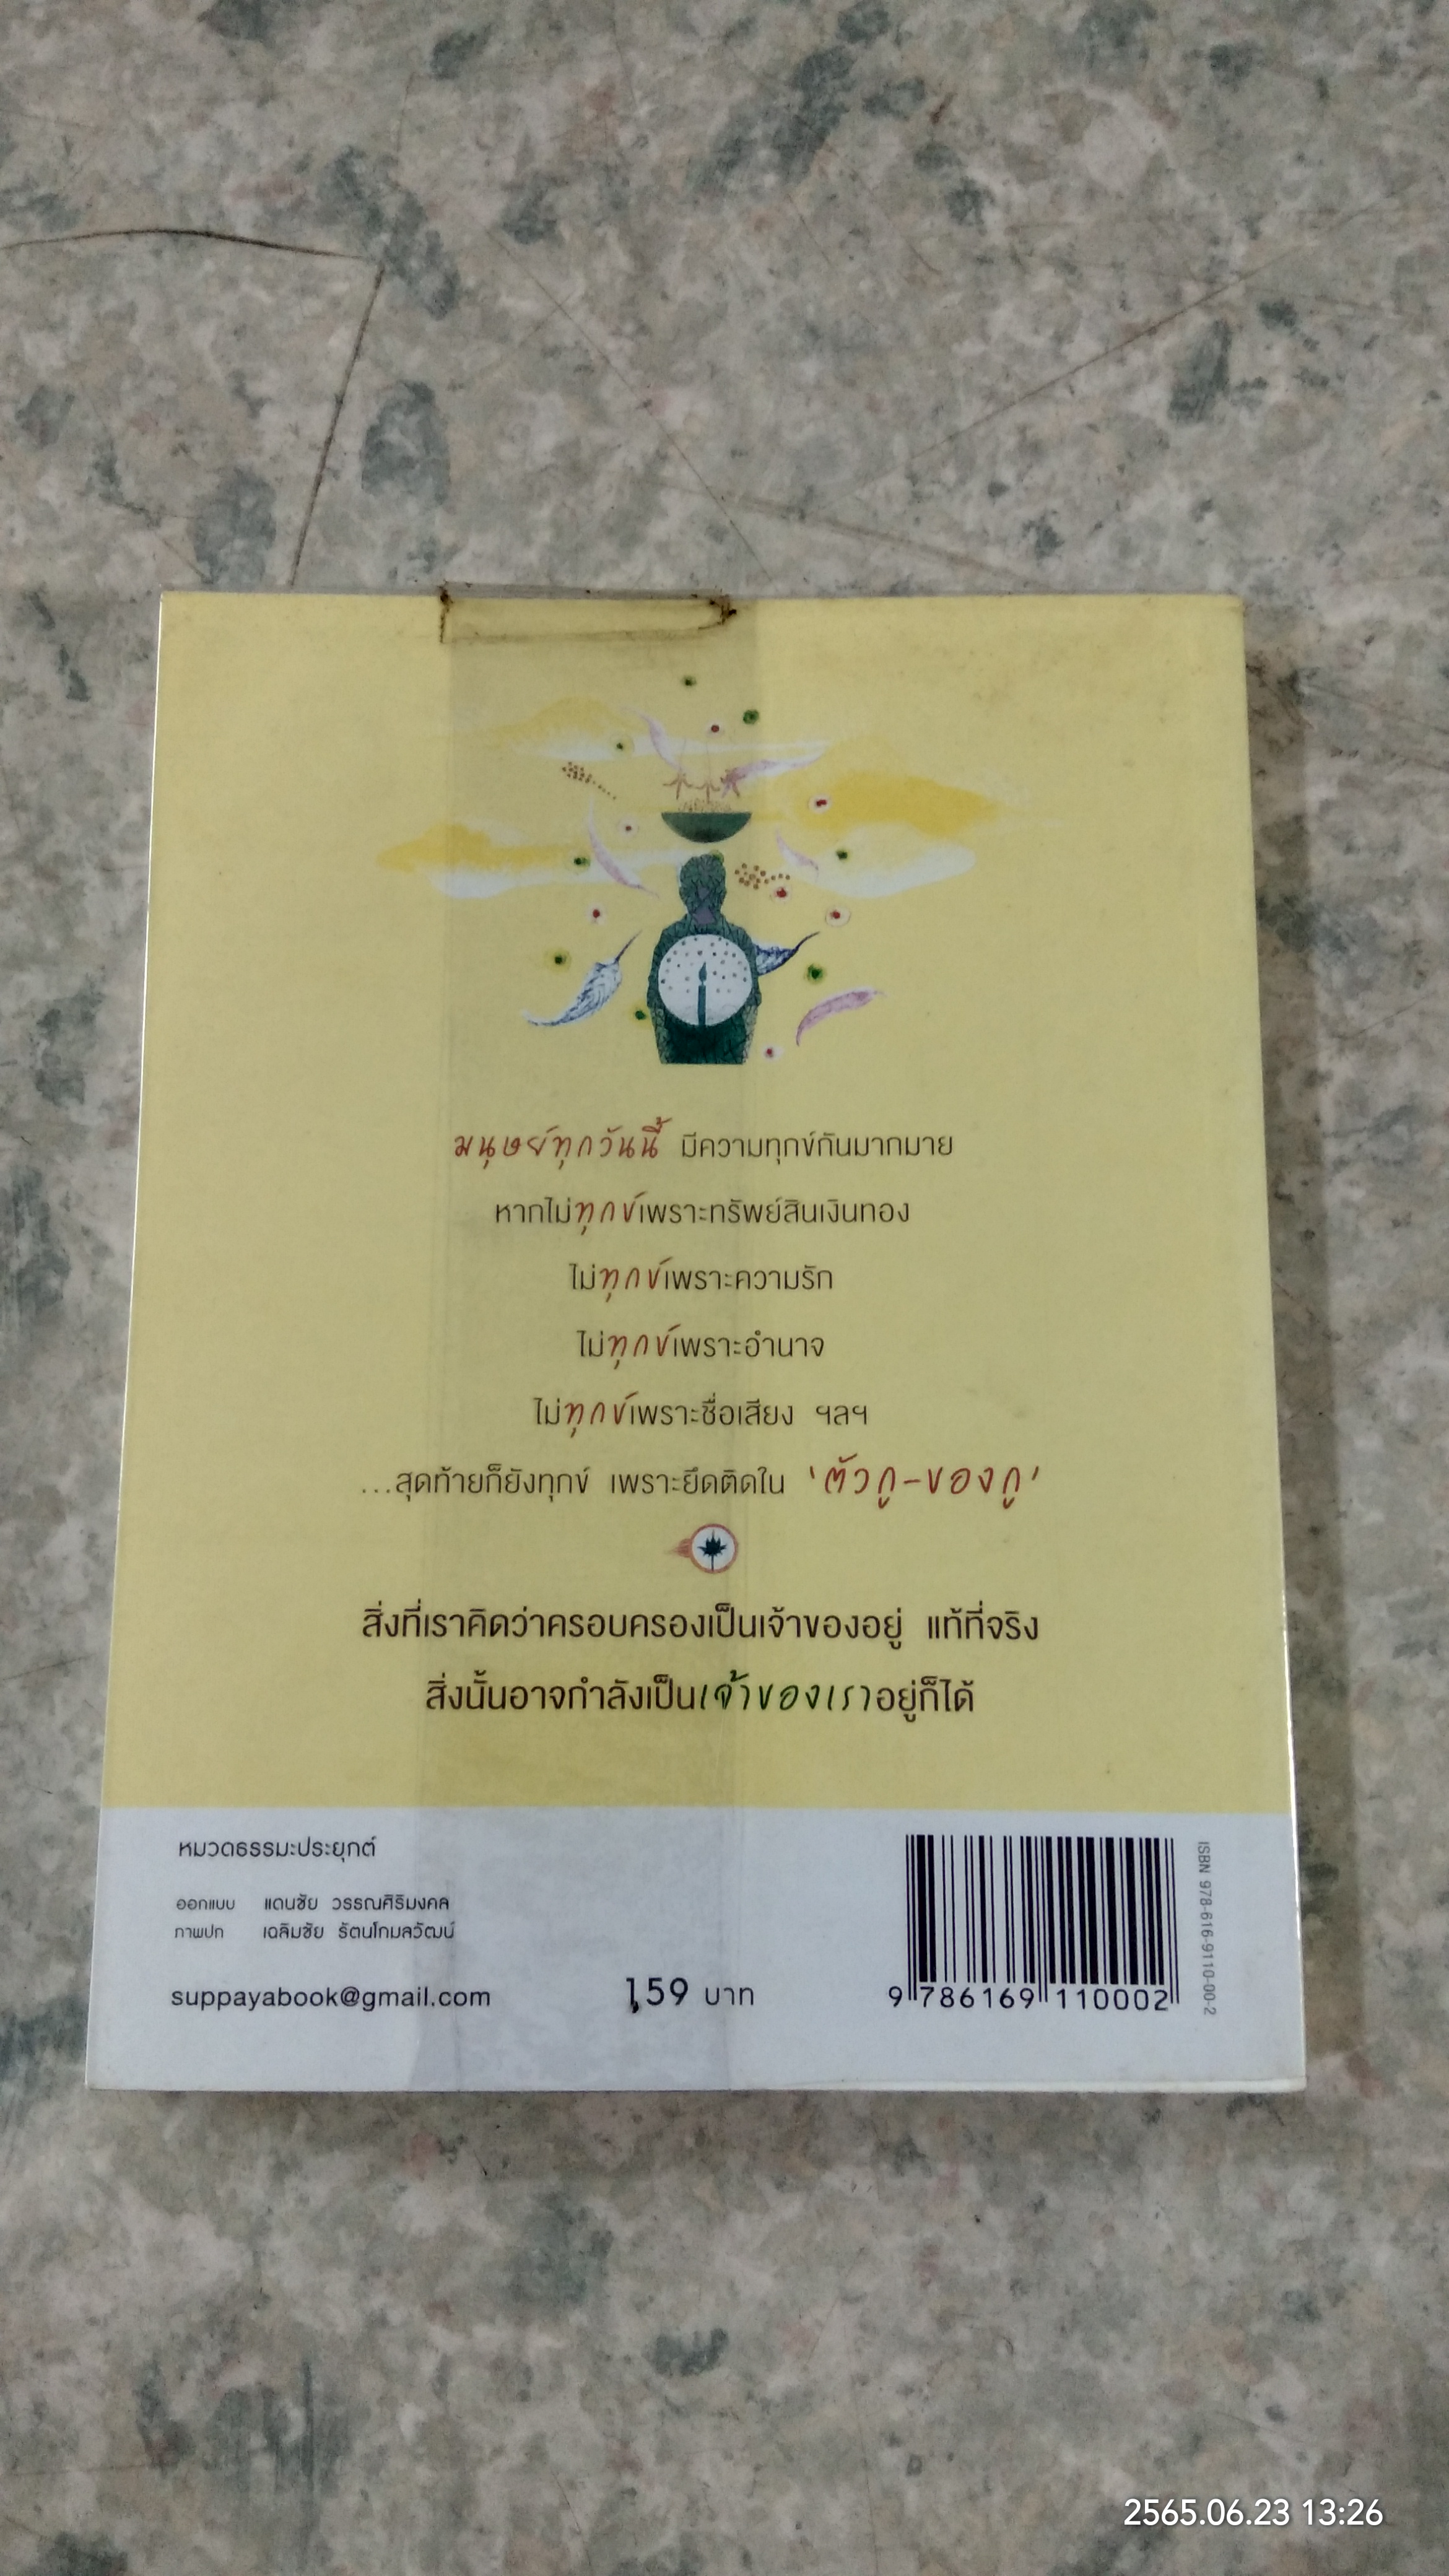 มนุษย์ทุกวันนี้ มีความทุกข์กันมากมาย
หากไม่ทุกข์เพราะทรัพย์สินเงินทอง
ไม่ทุกข์เพราะความรัก
ไม่ทุกข์เพราะอำนาจ
ไม่ทุกข์เพราะชื่อเสียง ฯลฯ
...สุดท้ายก็ยังทุกข์ เพราะยึดติดใน 'ตัวกู-ของกู'
สิ่งที่เราคิดว่าครอบครองเป็นเจ้าของอยู่ แท้ที่จริง
สิ่งนั้นอาจกำลังเป็นเจ้าของเราอยู่ก็ได้
หมวดธรรมะประยุกต์
ออกแบบ แดนชัย วรรณศิริมงคล
ภาพปก เฉลิมชัย รัตนโกมลวัฒน์
suppayabook@gmail.com
159 บาท
9 786169 110002
ISBN 978-616-9110-00-2
2565.06.23 13:26